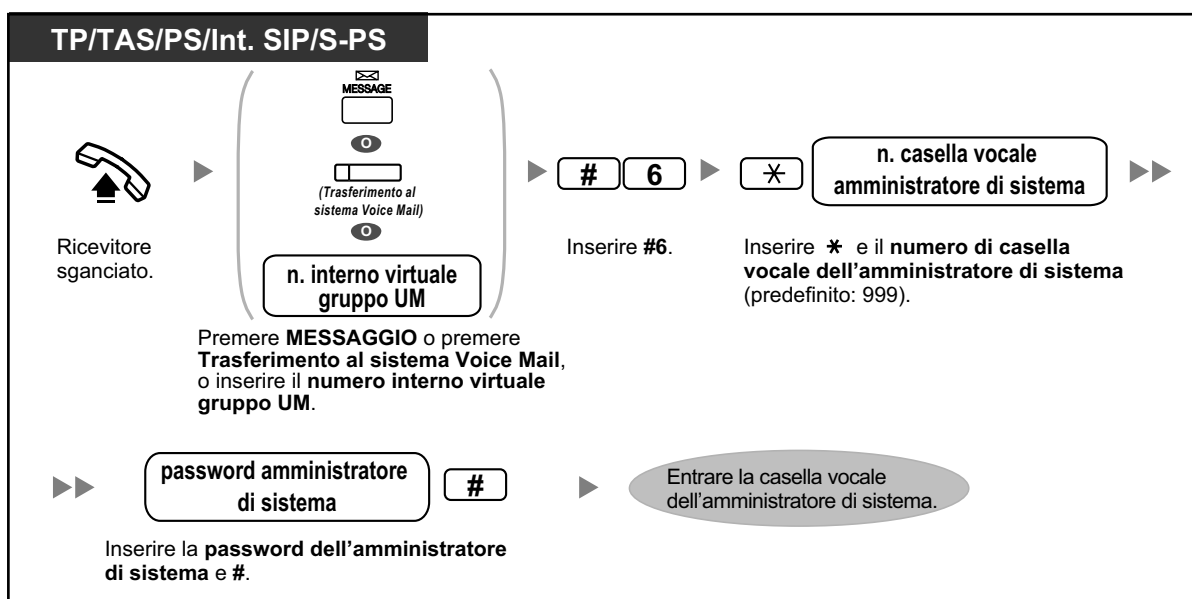 TP/TAS/PS/Int. SIP/S-PS
MESSAGE
O
(Trasferimento al
sistema Voice Mail)
O
n. interno virtuale
gruppo UM
# 6
* n. casella vocale
amministratore di sistema
Ricevitore
sganciato.
Premere MESSAGGIO o premere
Trasferimento al sistema Voice Mail,
o inserire il numero interno virtuale
gruppo UM.
Inserire #6.
Inserire * e il numero di casella
vocale dell'amministratore di sistema
(predefinito: 999).
password amministratore
di sistema
#
Entrare la casella vocale
dell'amministratore di sistema.
Inserire la password dell'amministratore
di sistema e #.